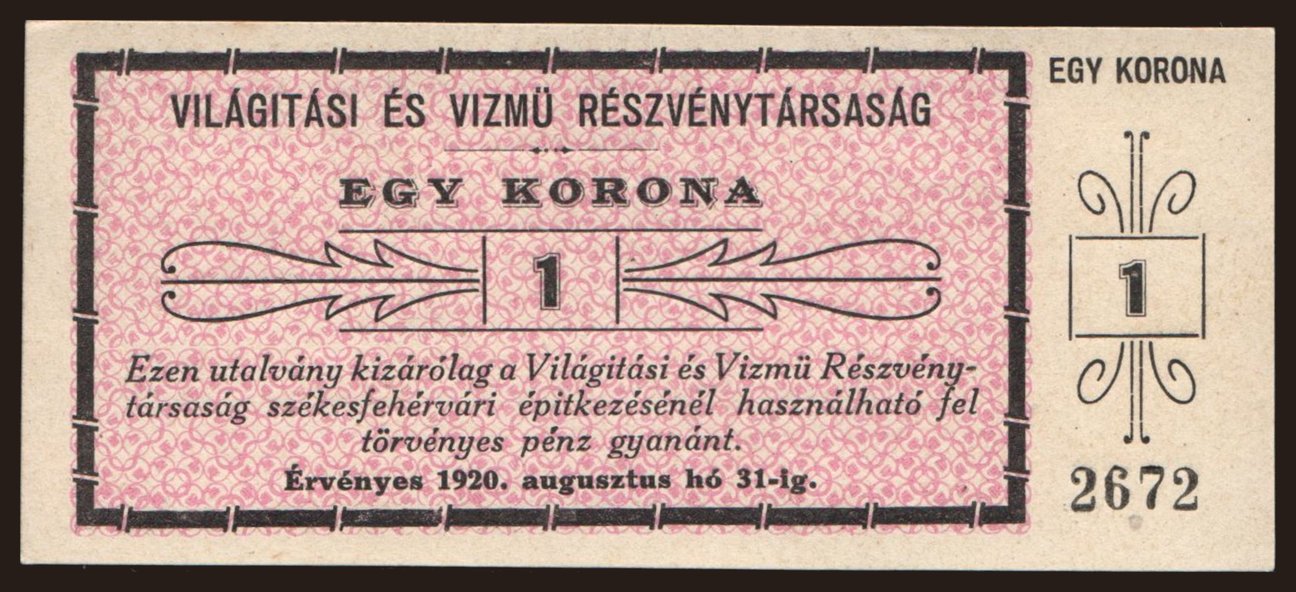 VILÁGITÁSI ÉS VIZMÜ RÉSZVÉNYTÁRSASÁG
EGY KORONA
1
Ezen utalvány kizárólag a Világitási és Vizmü Részvény-
társaság székesfehérvári épitkezésénél használható fel
törvényes pénz gyanánt.
Érvényes 1920. augusztus hó 31-ig.
EGY KORONA
1
2672